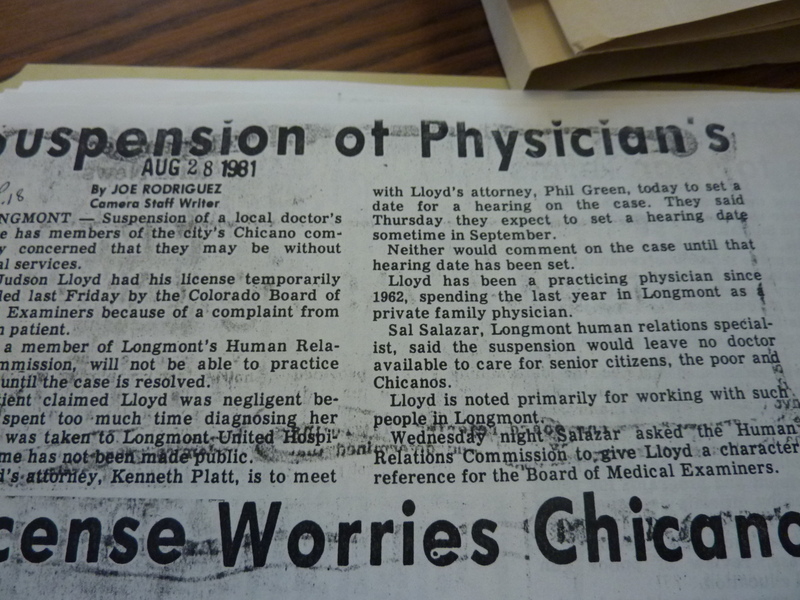 uspension of Physician's
AUG 28 1981
By JOE RODRIGUEZ
Camera Staff Writer
NGMONT — Suspension of a local doctor's
e has members of the city's Chicano com-
y concerned that they may be without
al services.
Judson Lloyd had his license temporarily
ed last Friday by the Colorado Board of
Examiners because of a complaint from
patient.
a member of Longmont's Human Rela-
mmission, will not be able to practice
until the case is resolved.
ient claimed Lloyd was negligent be-
spent too much time diagnosing her
was taken to Longmont United Hospi-
me has not been made public.
d's attorney, Kenneth Platt, is to meet
with Lloyd's attorney, Phil Green, today to set a
date for a hearing on the case. They said
Thursday they expect to set a hearing date
sometime in September.
Neither would comment on the case until that
hearing date has been set.
Lloyd has been a practicing physician since
1962, spending the last year in Longmont as a
private family physician.
Sal Salazar, Longmont human relations special-
ist, said the suspension would leave no doctor
available to care for senior citizens, the poor and
Chicanos.
Lloyd is noted primarily for working with such
people in Longmont.
Wednesday night Salazar asked the Human
Relations Commission to give Lloyd a character
reference for the Board of Medical Examiners.
cense Worries Chicano